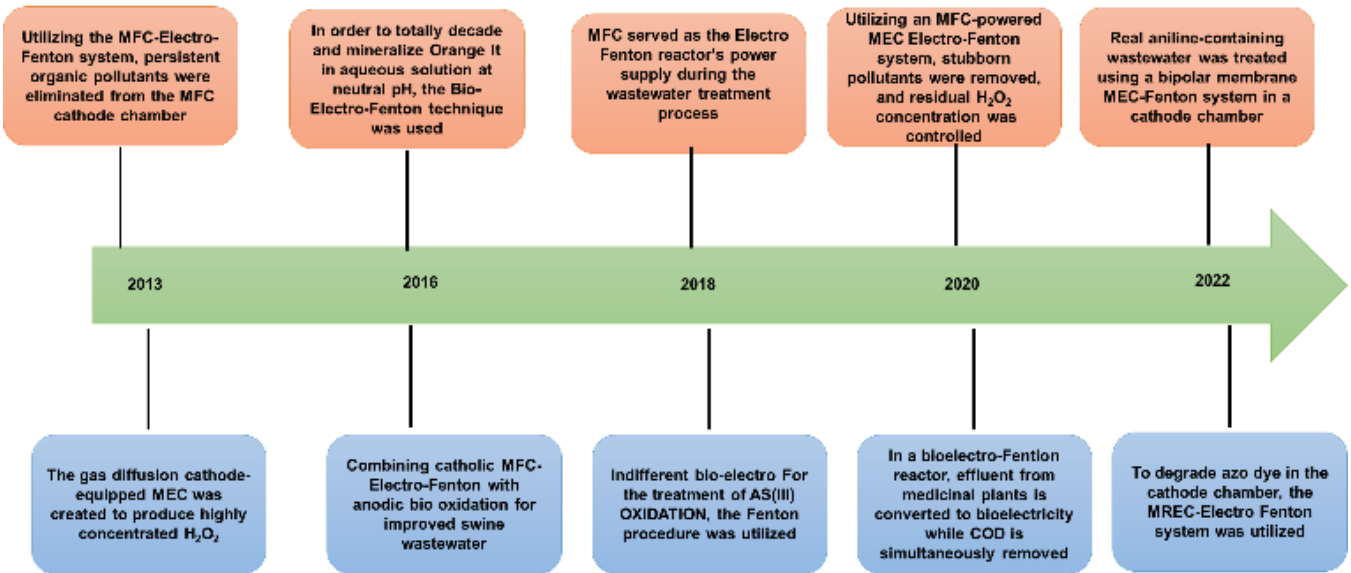 Utilizing the MFC-Electro-
Fenton system, persistent
organic pollutants were
eliminated from the MFC
cathode chamber
In order to totally decade
and mineralize Orange It
in aqueous solution at
neutral pH, the Bio-
Electro-Fenton technique
was used
MFC served as the Electro
Fenton reactor's power
supply during the
wastewater treatment
process
Utilizing an MFC-powered
MEC Electro-Fenton
system, stubborn
pollutants were removed,
and residual H₂O₂
concentration was
controlled
Real aniline-containing
wastewater was treated
using a bipolar membrane
MEC-Fenton system in a
cathode chamber
2013
2016
2018
2020
2022
The gas diffusion cathode-
equipped MEC was
created to produce highly
concentrated H₂O₂
Combining catholic MFC-
Electro-Fenton with
anodic bio oxidation for
improved swine
wastewater
Indifferent bio-electro For
the treatment of AS(III)
OXIDATION, the Fenton
procedure was utilized
In a bioelectro-Fention
reactor, effluent from
medicinal plants is
converted to bioelectricity
while COD is
simultaneously removed
To degrade azo dye in the
cathode chamber, the
MREC-Electro Fenton
system was utilized